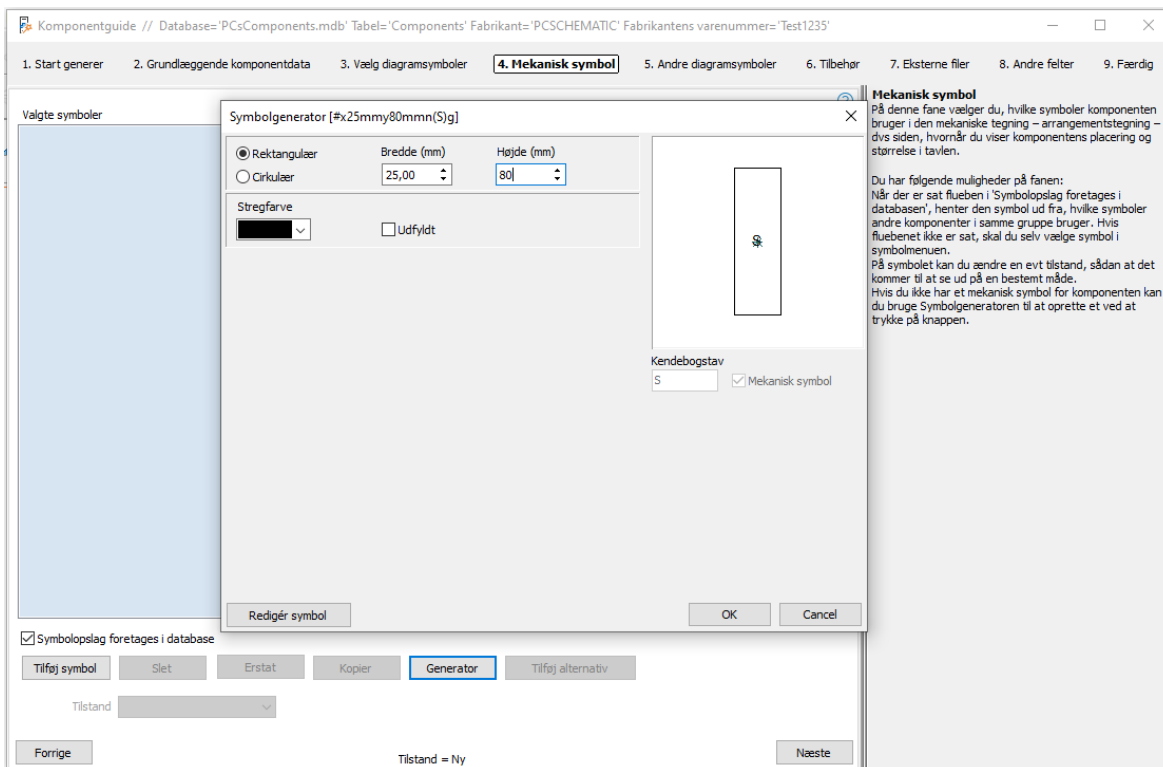 Komponentguide // Database='PCsComponents.mdb' Tabel='Components' Fabrikant='PCSCHEMATIC' Fabrikantens varenummer='Test1235'
1. Start generer 2. Grundlæggende komponentdata 3. Vælg diagramsymboler 4. Mekanisk symbol 5. Andre diagramsymboler 6. Tilbehør 7. Eksterne filer 8. Andre felter 9. Færdig
Valgte symboler
Symbolgenerator [#x25mmy80mmn(S)g]
Rektangulær
Cirkulær
Bredde (mm)
25,00
Højde (mm)
80
Stregfarve
Udfyldt
S
Kendebogstav
S
Mekanisk symbol
Redigér symbol
OK
Cancel
Symbolopslag foretages i database
Tilføj symbol
Slet
Erstat
Kopier
Generator
Tilføj alternativ
Tilstand
Forrige
Tilstand = Ny
Næste
Mekanisk symbol
På denne fane vælger du, hvilke symboler komponenten
bruger i den mekaniske tegning – arrangementstegning –
dvs siden, hvornår du viser komponentens placering og
størrelse i tavlen.
Du har følgende muligheder på fanen:
Når der er sat flueben i 'Symbolopslag foretages i
databasen', henter den symbol ud fra, hvilke symboler
andre komponenter i samme gruppe bruger. Hvis
fluebenet ikke er sat, skal du selv vælge symbol i
symbolmenuen.
På symbolet kan du ændre en evt tilstand, sådan at det
kommer til at se ud på en bestemt måde.
Hvis du ikke har et mekanisk symbol for komponenten kan
du bruge Symbolgeneratoren til at oprette et ved at
trykke på knappen.